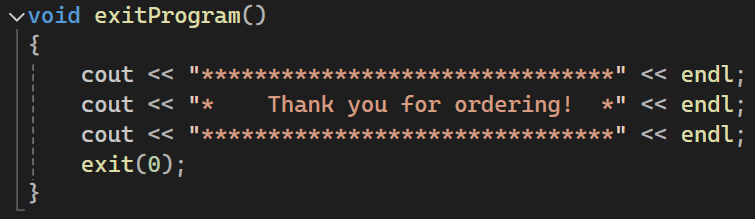 void exitProgram()
{
    cout << "*******************************" << endl;
    cout << "*    Thank you for ordering!  *" << endl;
    cout << "*******************************" << endl;
    exit(0);
}